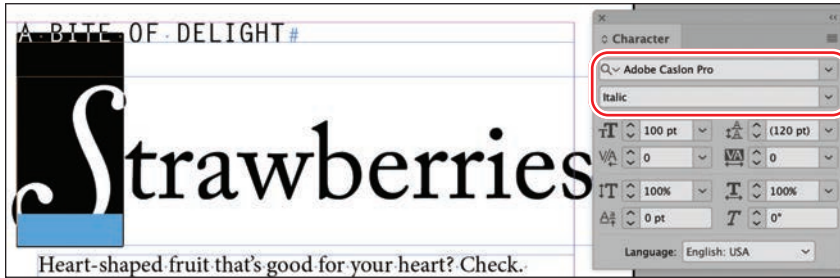 A BITE OF DELIGHT#
Strawberries
Heart-shaped fruit that's good for your heart? Check.
Character
Adobe Caslon Pro
Italic
100 pt (120 pt)
0 0
100% 100%
0 pt 0°
Language: English: USA